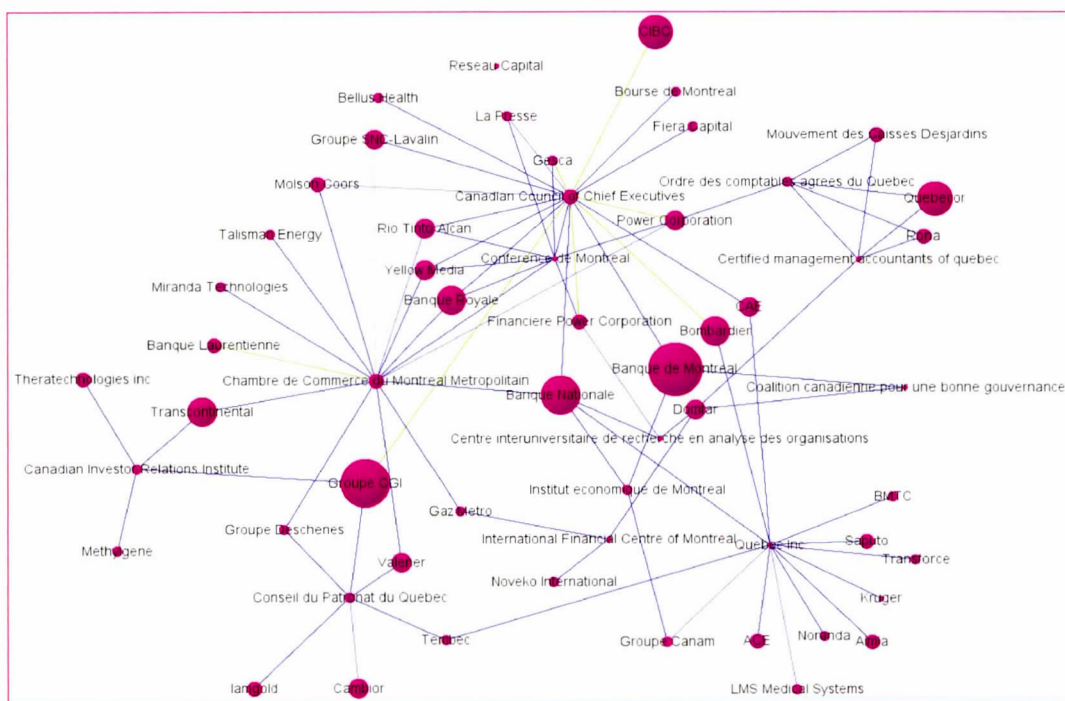 CIBC
Reseau Capital
Bellus Health
Bourse de Montreal
La Presse
Fiera Capital
Groupe SNC-Lavalin
Mouvement des Caisses Desjardins
Gesca
Molson Coors
Ordre des comptables agrees du Quebec
Canadian Council of Chief Executives
Quebecor
Power Corporation
Rio Tinto Alcan
Talisman Energy
Rona
Conference de Montreal
Certified management accountants of quebec
Yellow Media
Miranda Technologies
Banque Royale
CAE
Financiere Power Corporation
Bombardier
Banque Laurentienne
Banque de Montreal
Theratechnologies inc
Chambre de Commerce du Montreal Metropolitain
Coalition canadienne pour une bonne gouvernance
Banque Nationale
Transcontinental
Domtar
Centre interuniversitaire de recherche en analyse des organisations
Canadian Investor Relations Institute
Groupe CGI
Institut economique de Montreal
BMTC
Gaz Metro
Groupe Deschenes
International Financial Centre of Montreal
Quebec Inc
Saputo
Methylgene
Transforce
Valener
Noveko International
Conseil du Patronat du Quebec
Kruger
Tembec
Groupe Canam
ACE
Noranda
Iamgold
Cambior
LMS Medical Systems